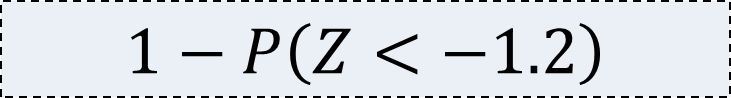 1 − P(Z < −1.2)